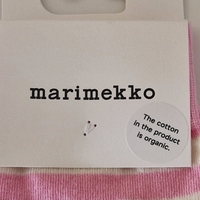 marimekko
The cotton
in the product
is organic.